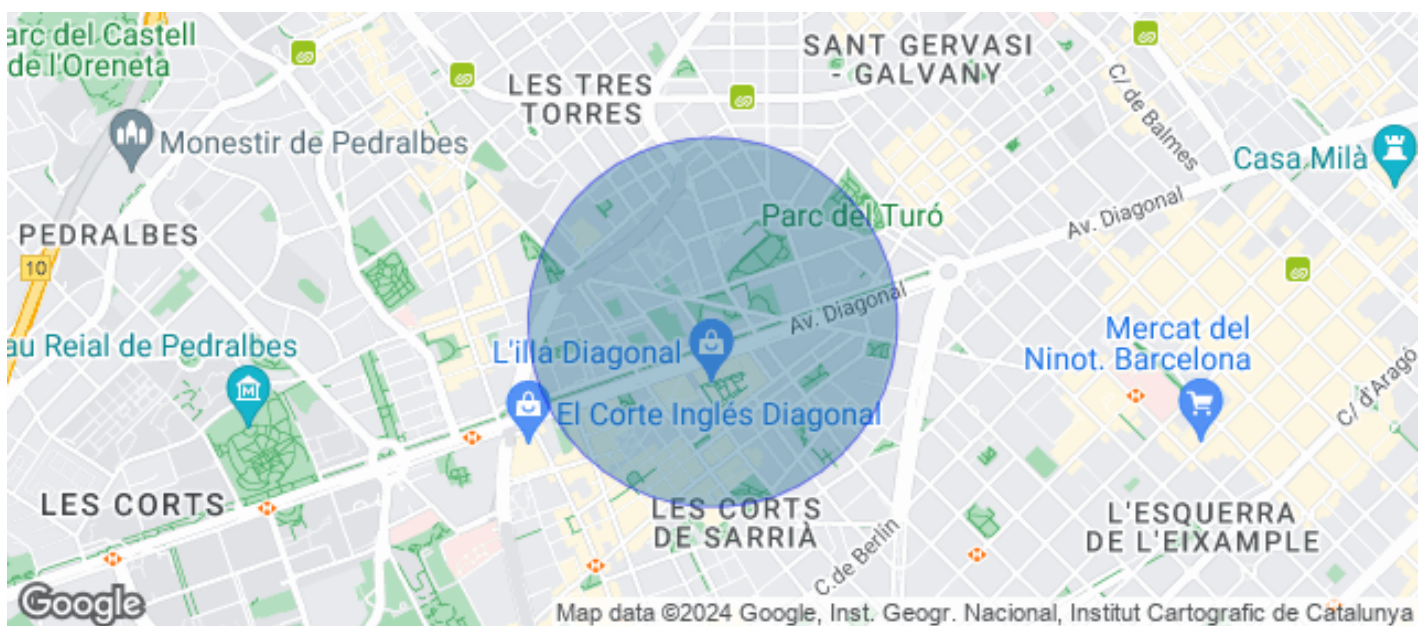 arc del Castell
de l'Oreneta
SANT GERVASI
- GALVANY
LES TRES
TORRES
C/ de Balmes
Monestir de Pedralbes
Casa Milà
Parc del Turó
Av. Diagonal
PEDRALBES
10
Av. Diagonal
Mercat del
Ninot. Barcelona
au Reial de Pedralbes
L'illa Diagonal
M
C/ d'Aragó
El Corte Inglés Diagonal
LES CORTS
LES CORTS
DE SARRIÀ
L'ESQUERRA
DE L'EIXAMPLE
C. de Berlín
Google
Map data ©2024 Google, Inst. Geogr. Nacional, Institut Cartografic de Catalunya